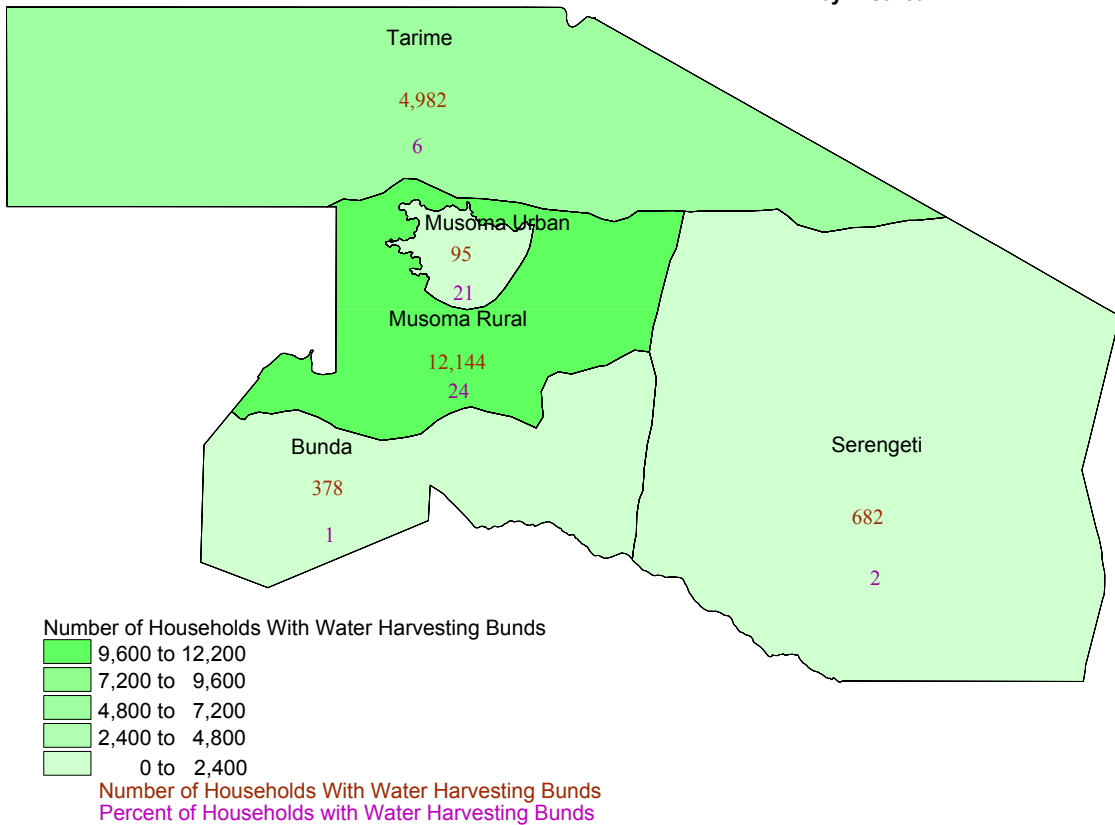 Tarime
4,982
6
Musoma Urban
95
21
Musoma Rural
12,144
24
Bunda
378
1
Serengeti
682
2
Number of Households With Water Harvesting Bunds
9,600 to 12,200
7,200 to 9,600
4,800 to 7,200
2,400 to 4,800
0 to 2,400
Number of Households With Water Harvesting Bunds
Percent of Households with Water Harvesting Bunds